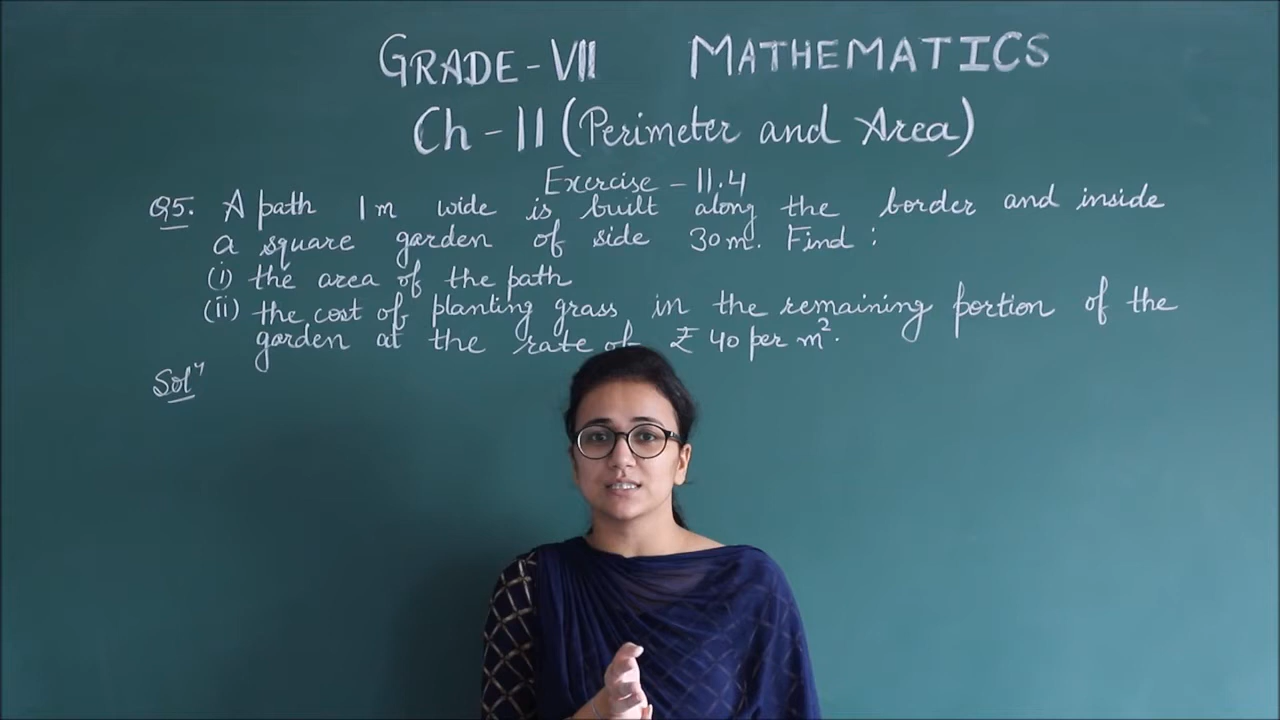 GRADE-VII MATHEMATICS
Ch-11 (Perimeter and Area)
Exercise - 11.4
Q5. A path 1m wide is built along the border and inside
a square garden of side 30 m. Find :
(i) the area of the path
(ii) the cost of planting grass in the remaining portion of the
garden at the rate of ₹ 40 per m².
Solⁿ